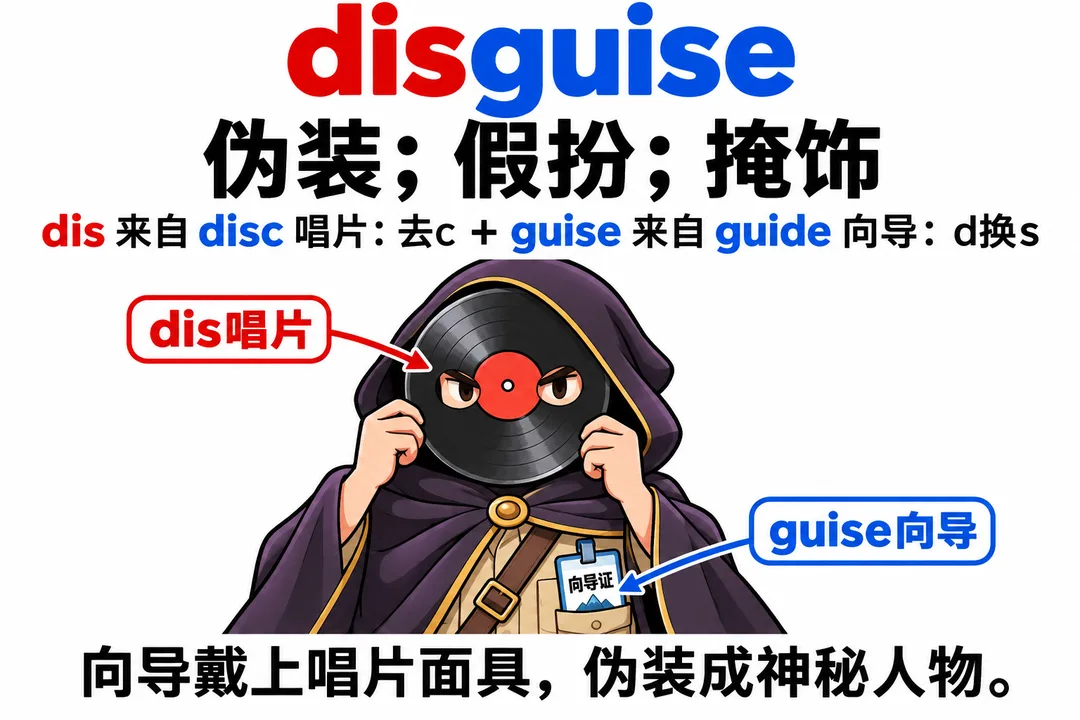 disguise
伪装；假扮；掩饰
dis 来自 disc 唱片：去c + guise 来自 guide 向导：d换s
dis唱片
guise向导
向导证
向导戴上唱片面具，伪装成神秘人物。